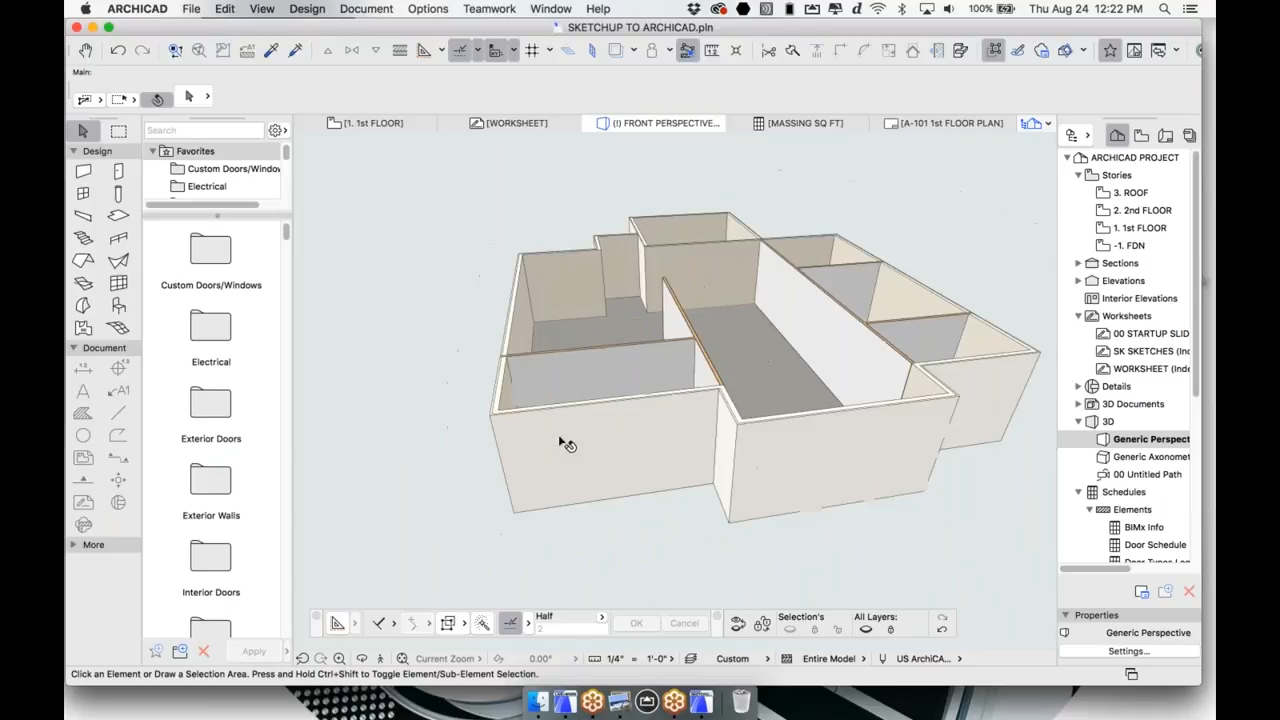 ARCHICAD File Edit View Design Document Options Teamwork Window Help 100% Thu Aug 24 12:22 PM
SKETCHUP TO ARCHICAD.pln
Main:
[1. 1st FLOOR] [WORKSHEET] (!) FRONT PERSPECTIVE... [MASSING SQ FT] [A-101 1st FLOOR PLAN]
Search
Design
Favorites
Custom Doors/Window
Electrical
Custom Doors/Windows
Electrical
Exterior Doors
Exterior Walls
Interior Doors
Document
More
Apply
ARCHICAD PROJECT
Stories
3. ROOF
2. 2nd FLOOR
1. 1st FLOOR
-1. FDN
Sections
Elevations
Interior Elevations
Worksheets
00 STARTUP SLID
SK SKETCHES (Ind
WORKSHEET (Inde
Details
3D Documents
3D
Generic Perspect
Generic Axonomet
00 Untitled Path
Schedules
Elements
BIMx Info
Door Schedule
Properties
Generic Perspective
Settings...
Half
2
OK Cancel
Selection's
All Layers:
Current Zoom 0.00° 1/4" = 1'-0" Custom Entire Model US ArchiCA...
Click an Element or Draw a Selection Area. Press and Hold Ctrl+Shift to Toggle Element/Sub-Element Selection.